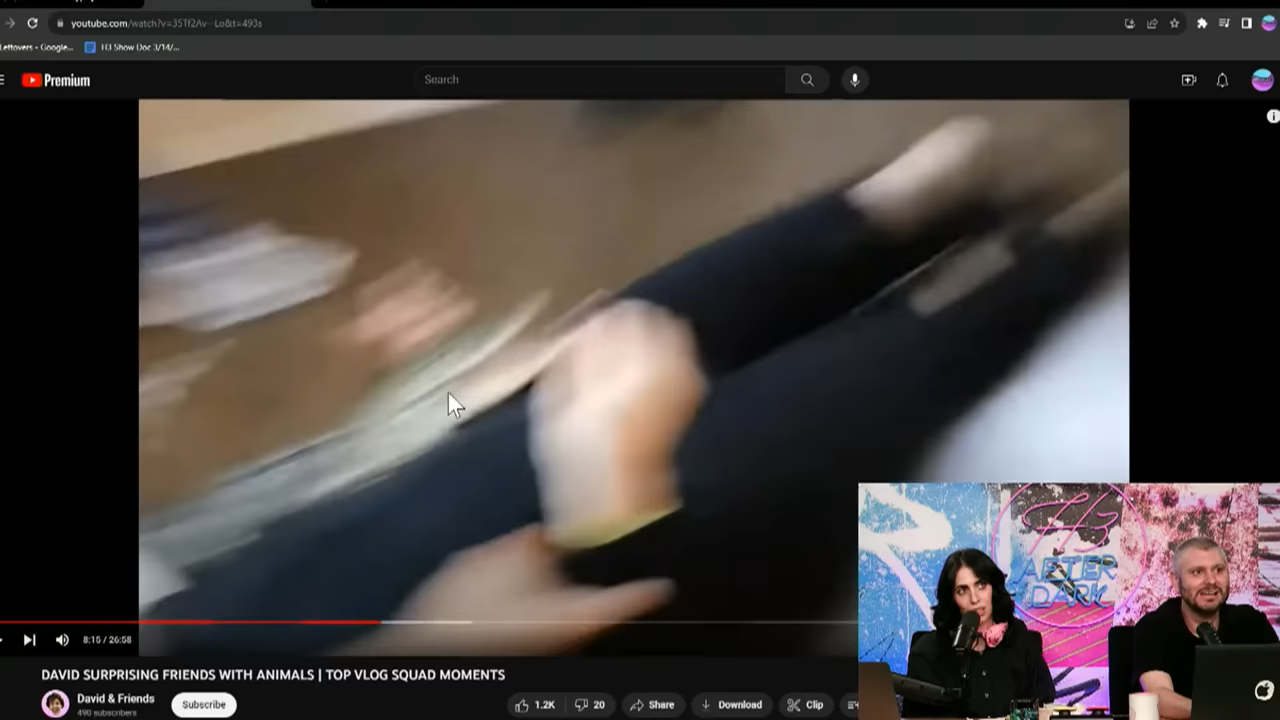 youtube.com/watch?v=35Tf2Av--Lo&t=493s
Leftovers - Google...
H3 Show Doc 3/14/...
Premium
Search
H3
AFTER
DARK
8:15 / 26:58
DAVID SURPRISING FRIENDS WITH ANIMALS | TOP VLOG SQUAD MOMENTS
David & Friends
490 subscribers
Subscribe
1.2K
20
Share
Download
Clip